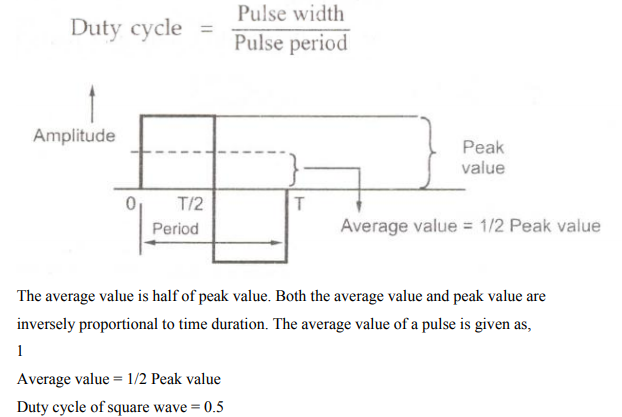 Duty cycle = Pulse width
Pulse period
Amplitude
Peak
value
0 T/2 T
Period
Average value = 1/2 Peak value
The average value is half of peak value. Both the average value and peak value are
inversely proportional to time duration. The average value of a pulse is given as,
1
Average value = 1/2 Peak value
Duty cycle of square wave = 0.5